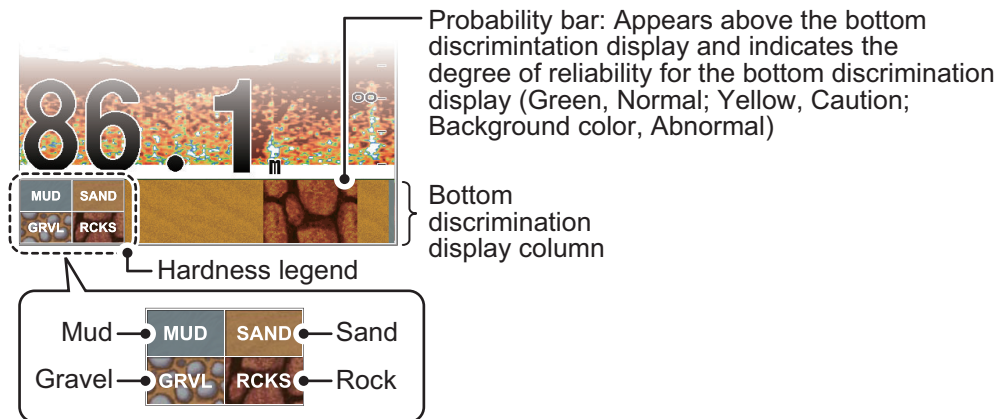 Probability bar: Appears above the bottom
discrimintation display and indicates the
degree of reliability for the bottom discrimination
display (Green, Normal; Yellow, Caution;
Background color, Abnormal)
86.1m
80
MUD SAND
GRVL RCKS
Bottom
discrimination
display column
Hardness legend
Mud MUD SAND Sand
Gravel GRVL RCKS Rock